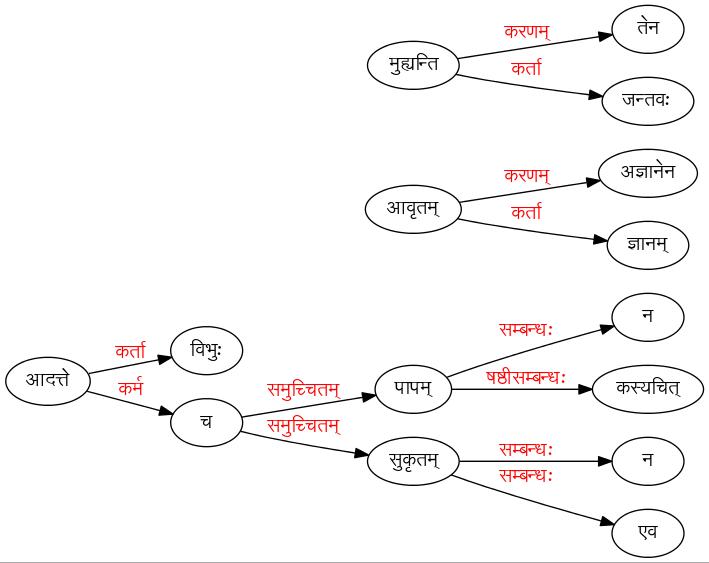 करणम्
तेन
मुह्यन्ति
कर्ता
जन्तवः
करणम्
अज्ञानेन
आवृतम्
कर्ता
ज्ञानम्
सम्बन्धः
न
कर्ता
विभुः
आदत्ते
कर्म
समुच्चितम्
पापम्
षष्ठीसम्बन्धः
कस्यचित्
च
समुच्चितम्
सुकृतम्
सम्बन्धः
न
सम्बन्धः
एव